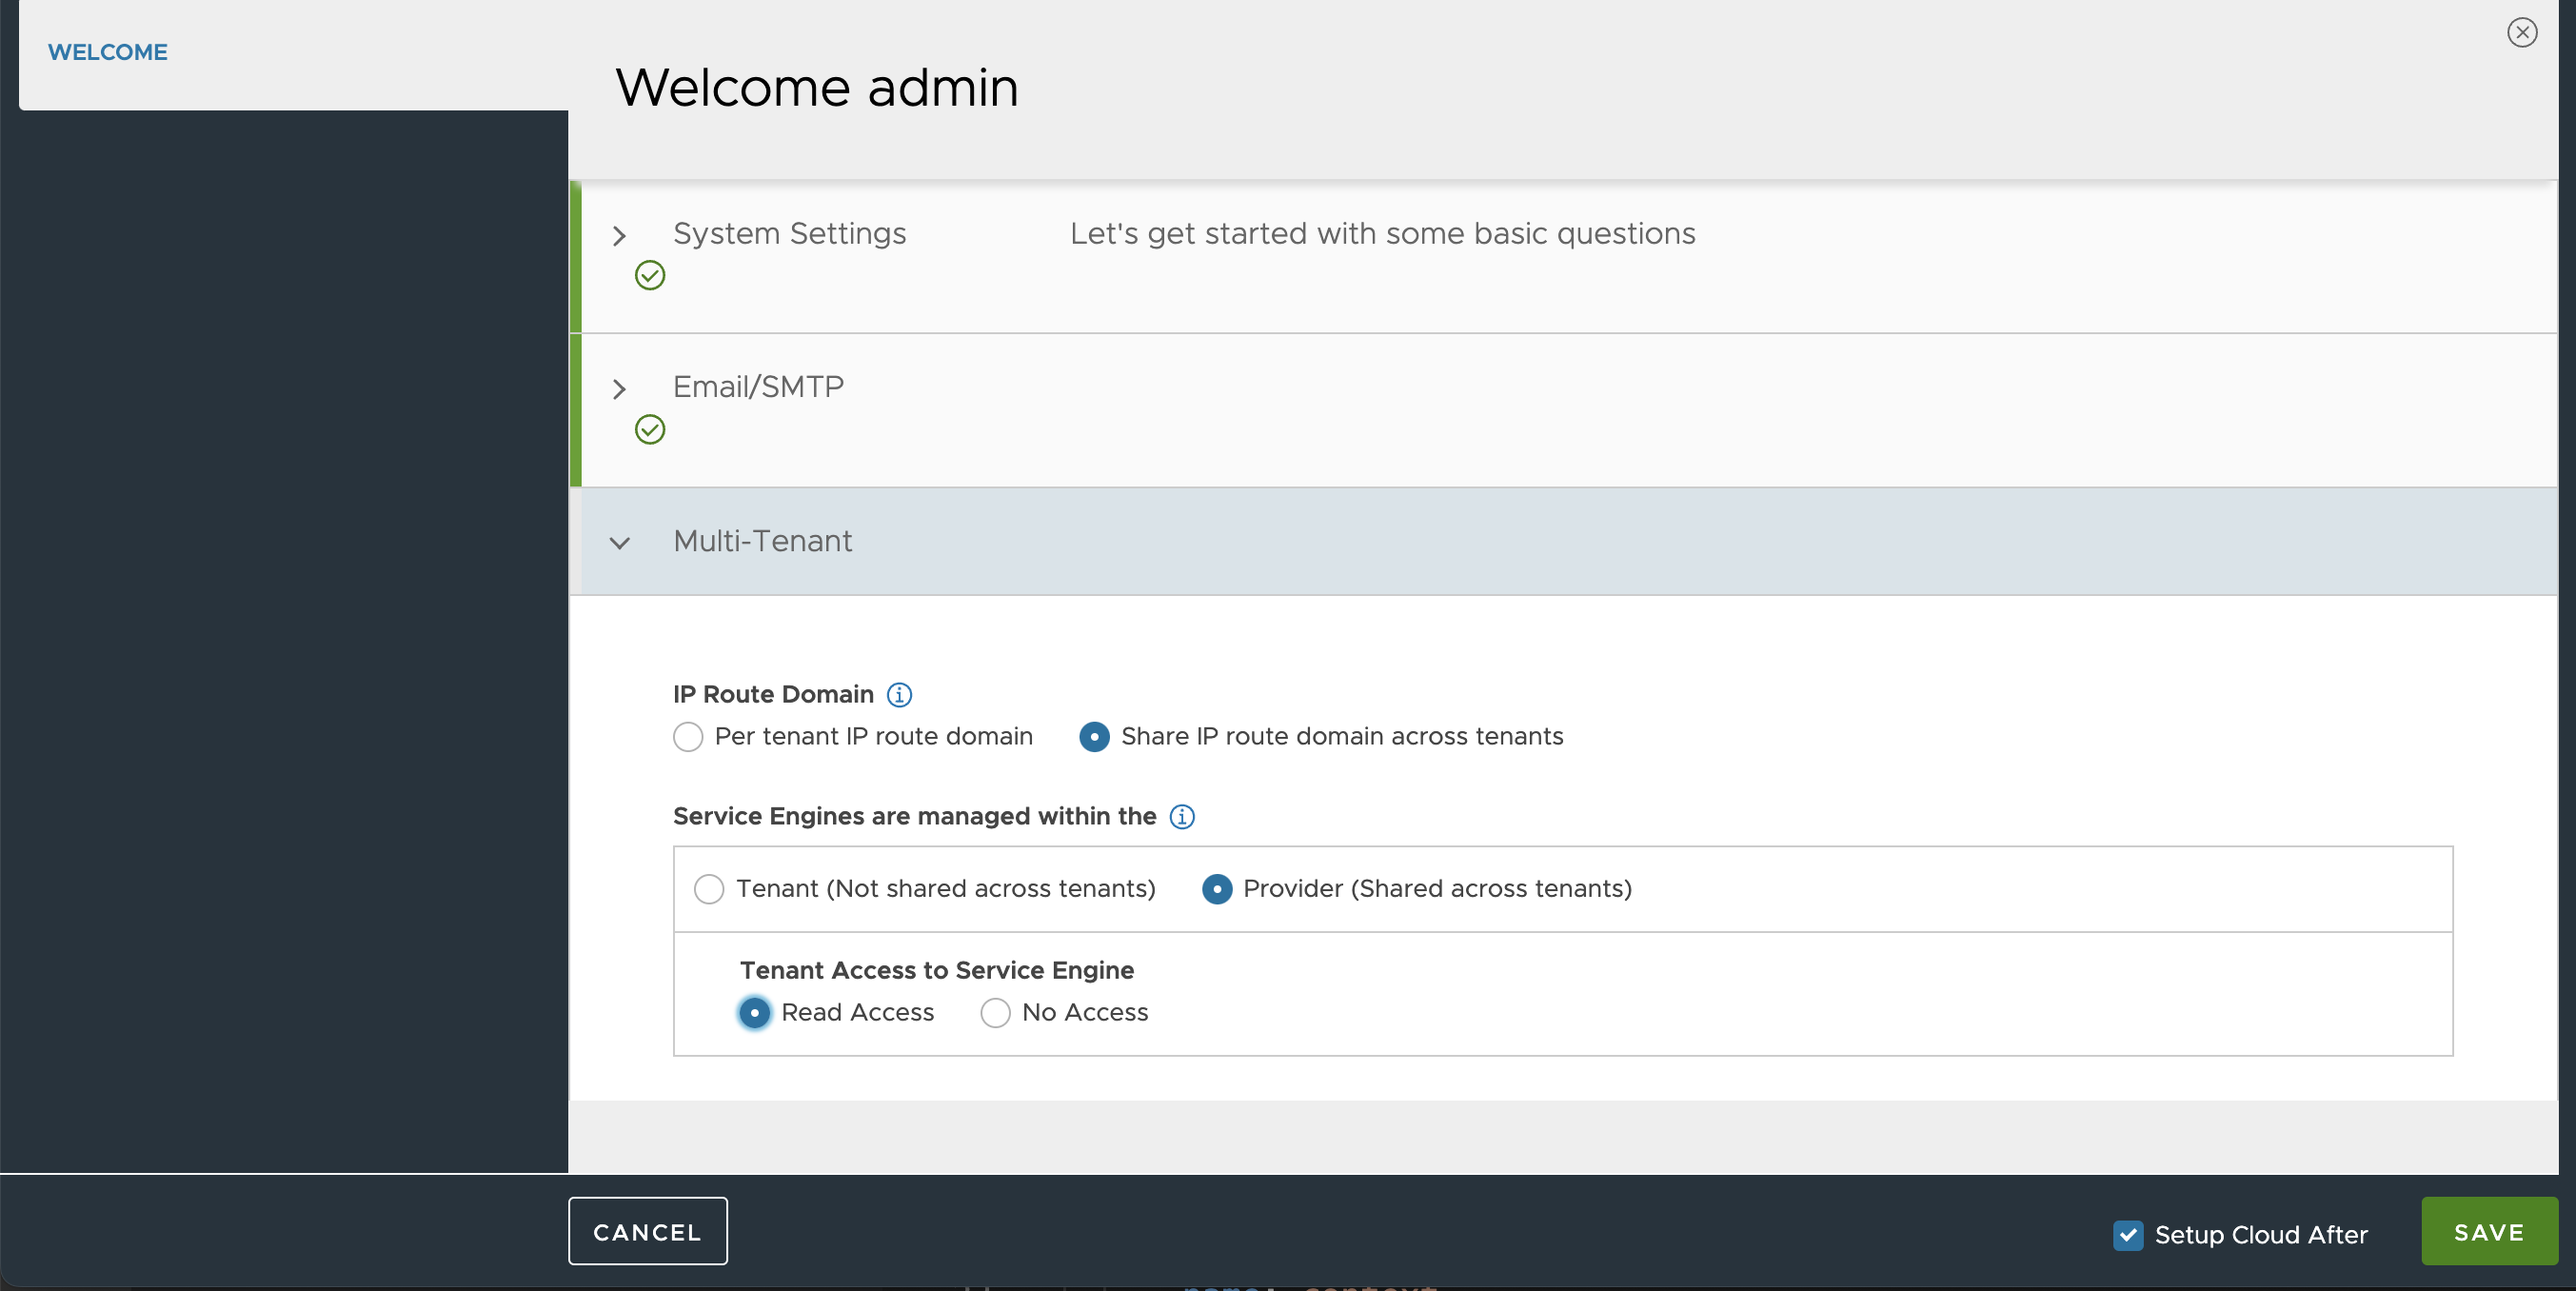 WELCOME
Welcome admin
System Settings Let's get started with some basic questions
Email/SMTP
Multi-Tenant
IP Route Domain
Per tenant IP route domain Share IP route domain across tenants
Service Engines are managed within the
Tenant (Not shared across tenants) Provider (Shared across tenants)
Tenant Access to Service Engine
Read Access No Access
CANCEL Setup Cloud After SAVE